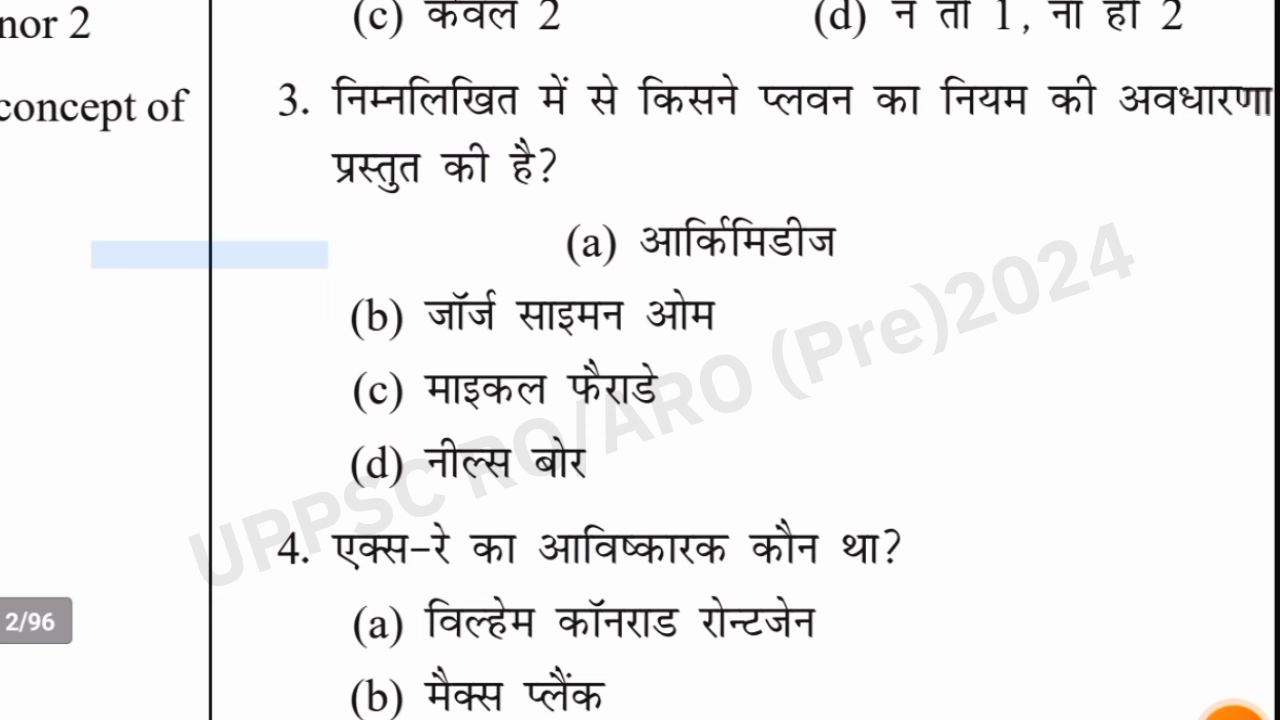 nor 2
concept of
(c) केवल 2 (d) न तो 1, ना ही 2
3. निम्नलिखित में से किसने प्लवन का नियम की अवधारणा
प्रस्तुत की है?
(a) आर्किमिडीज
(b) जॉर्ज साइमन ओम
(c) माइकल फैराडे
(d) नील्स बोर
4. एक्स-रे का आविष्कारक कौन था?
(a) विल्हेम कॉनराड रोन्टजेन
(b) मैक्स प्लैंक
UPPSC RO/ARO (Pre)2024
2/96